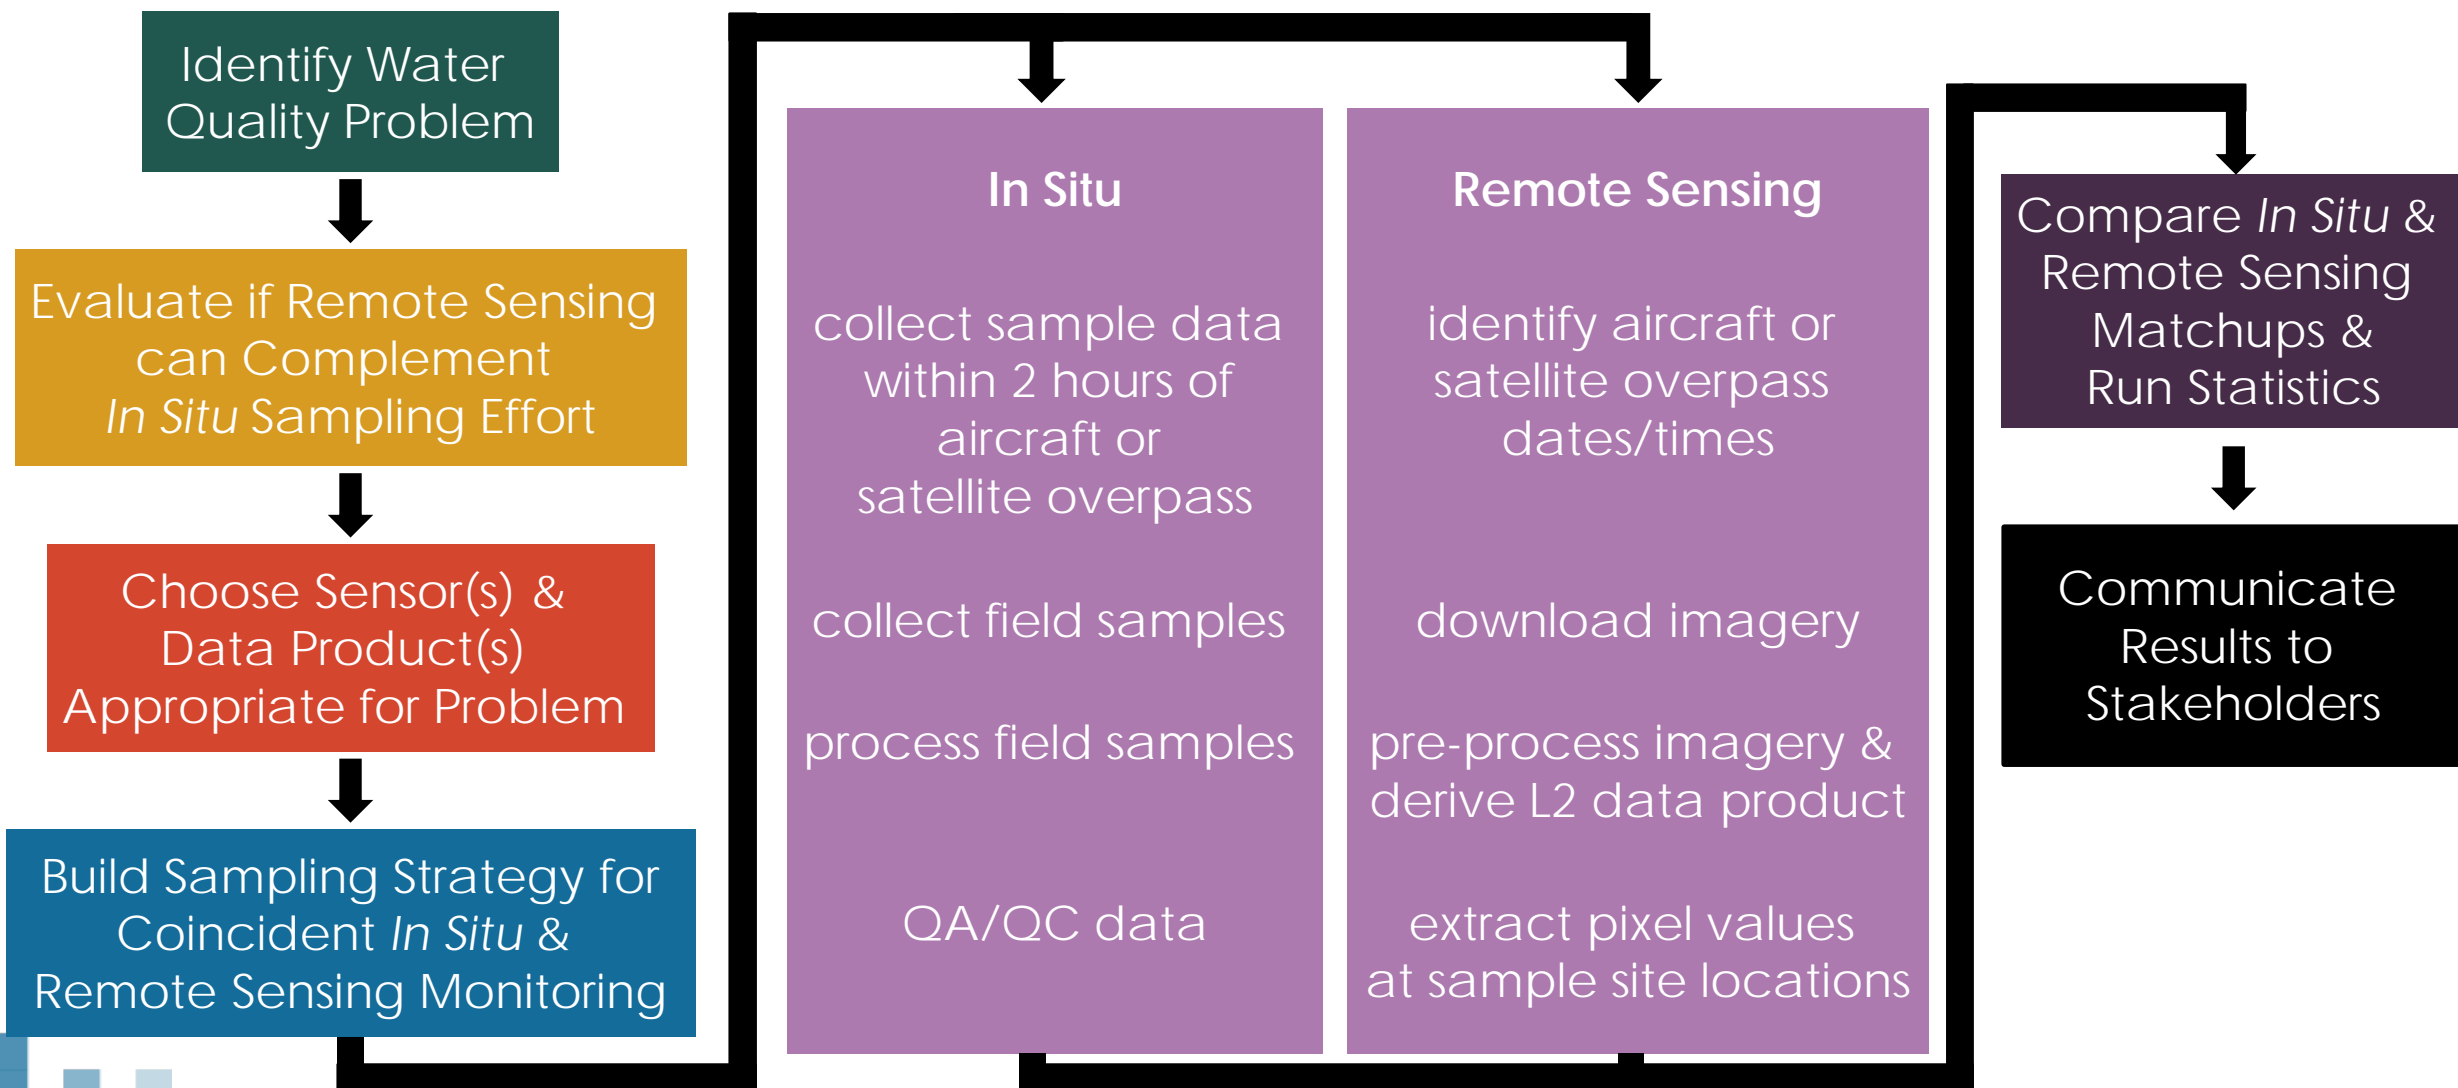 Identify Water
Quality Problem
Evaluate if Remote Sensing
can Complement
In Situ Sampling Effort
Choose Sensor(s) &
Data Product(s)
Appropriate for Problem
Build Sampling Strategy for
Coincident In Situ &
Remote Sensing Monitoring
In Situ
collect sample data
within 2 hours of
aircraft or
satellite overpass
collect field samples
process field samples
QA/QC data
Remote Sensing
identify aircraft or
satellite overpass
dates/times
download imagery
pre-process imagery &
derive L2 data product
extract pixel values
at sample site locations
Compare In Situ &
Remote Sensing
Matchups &
Run Statistics
Communicate
Results to
Stakeholders